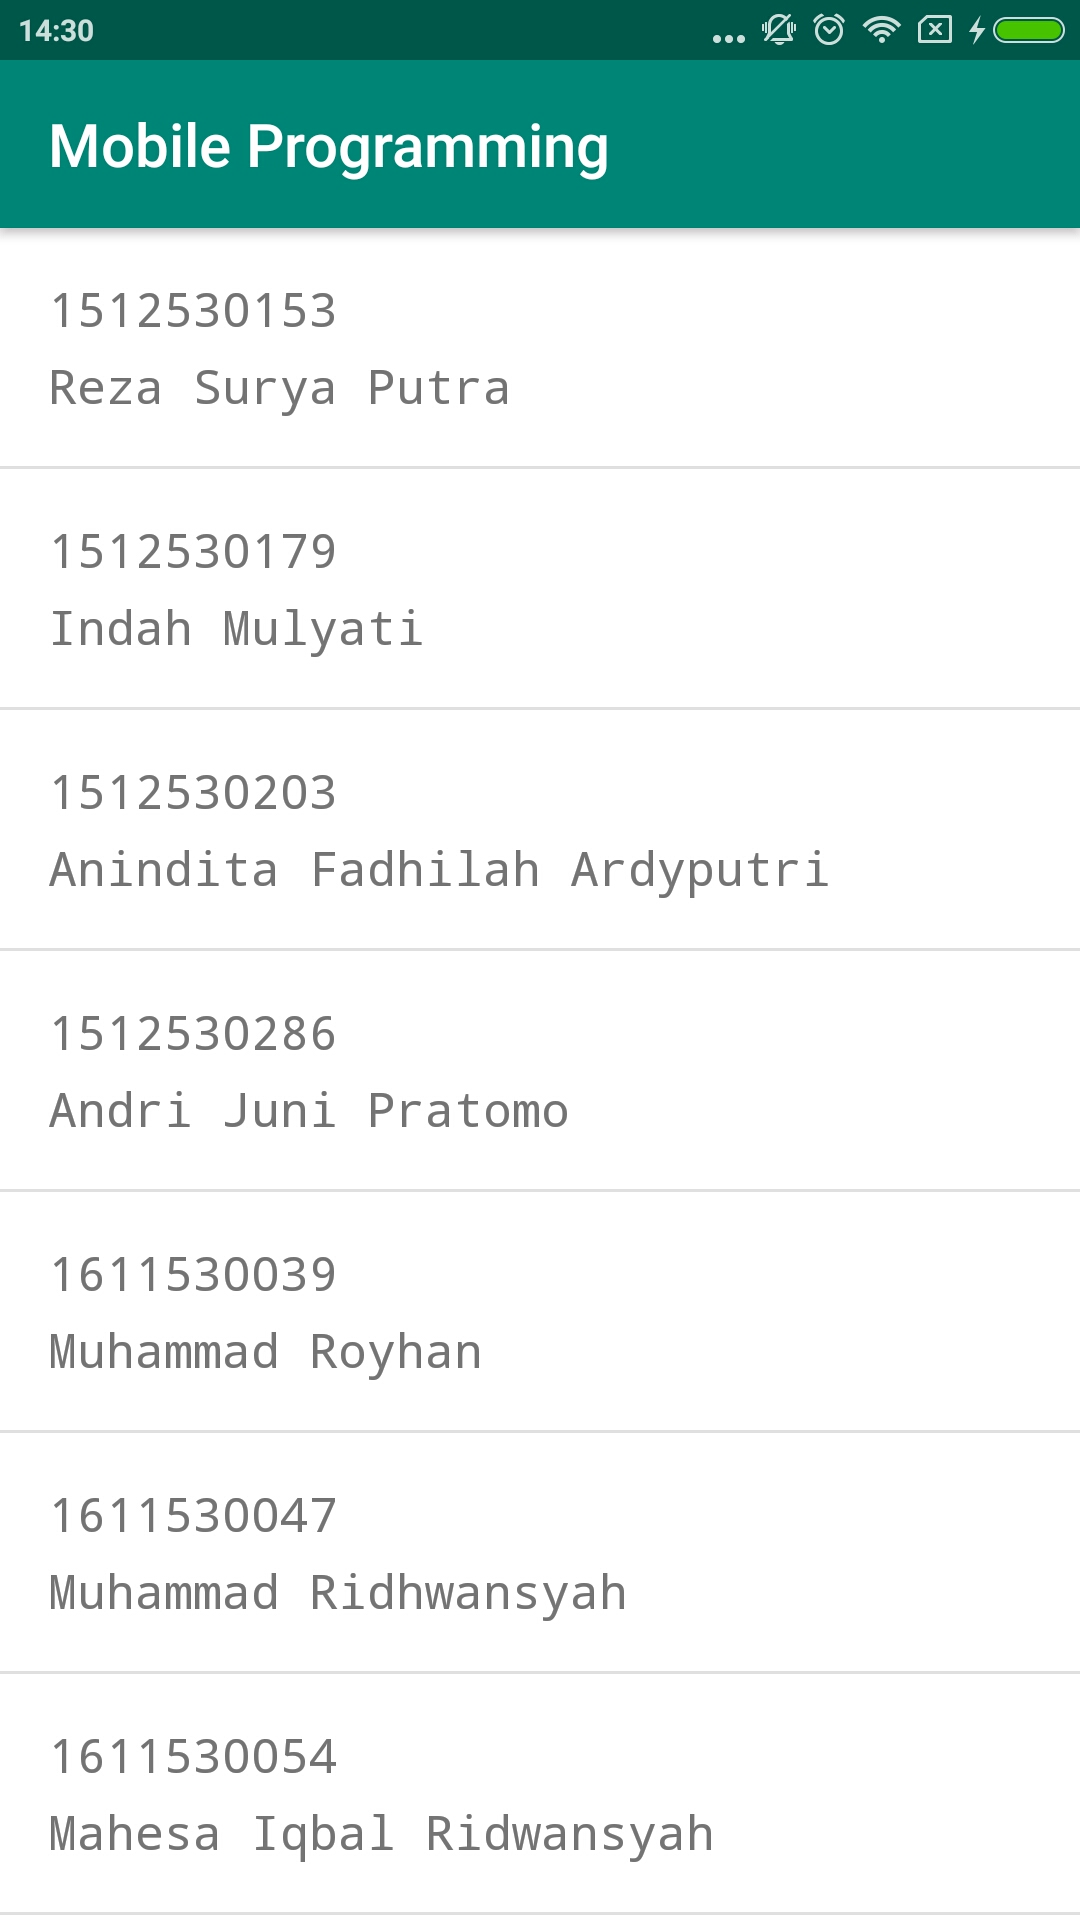 14:30
Mobile Programming
1512530153
Reza Surya Putra
1512530179
Indah Mulyati
1512530203
Anindita Fadhilah Ardyputri
1512530286
Andri Juni Pratomo
1611530039
Muhammad Royhan
1611530047
Muhammad Ridhwansyah
1611530054
Mahesa Iqbal Ridwansyah